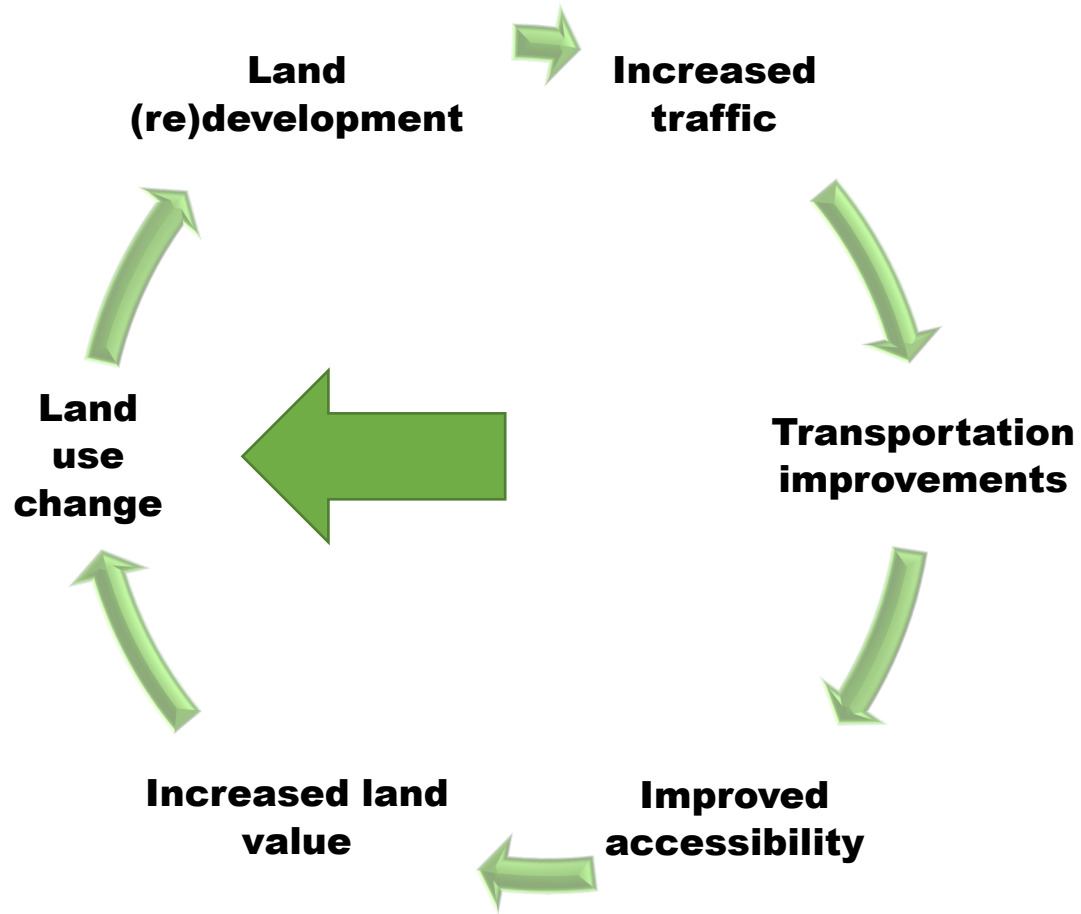 Land
(re)development
Increased
traffic
Transportation
improvements
Improved
accessibility
Increased land
value
Land
use
change